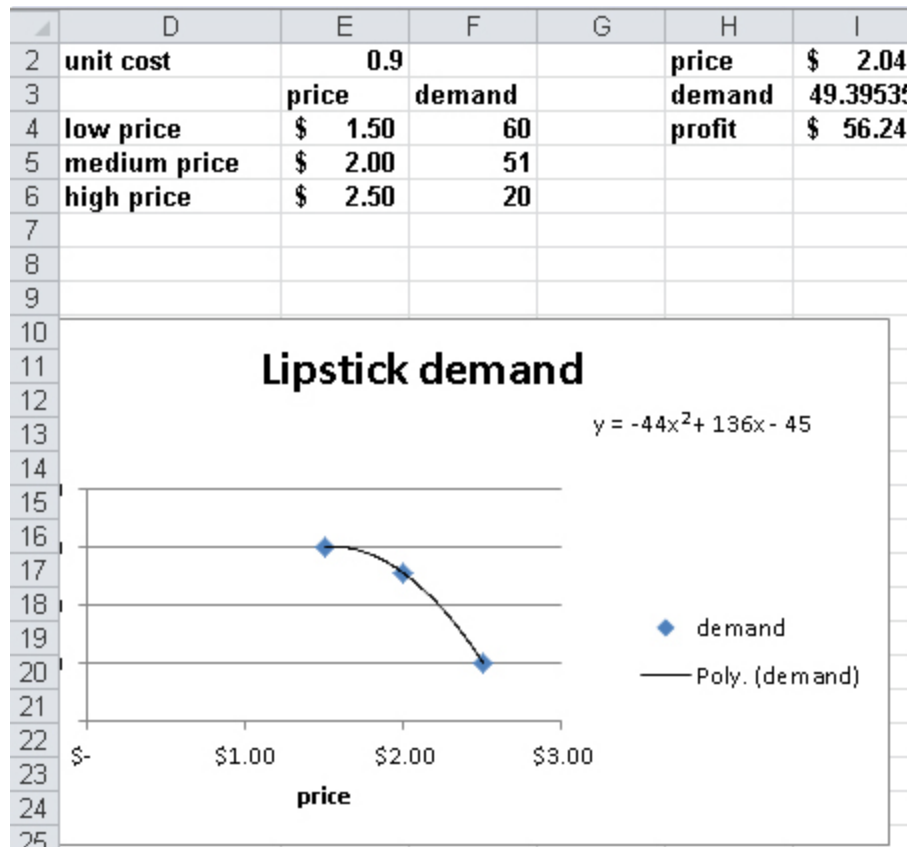 D E F G H I
2 unit cost 0.9 price $ 2.04
3 price demand demand 49.39535
4 low price $ 1.50 60 profit $ 56.24
5 medium price $ 2.00 51
6 high price $ 2.50 20
7
8
9
10
11 Lipstick demand
12
13 y = -44x²+ 136x - 45
14
15
16
17
18
19 demand
20 Poly. (demand)
21
22
$- $1.00 $2.00 $3.00
23
24 price
25